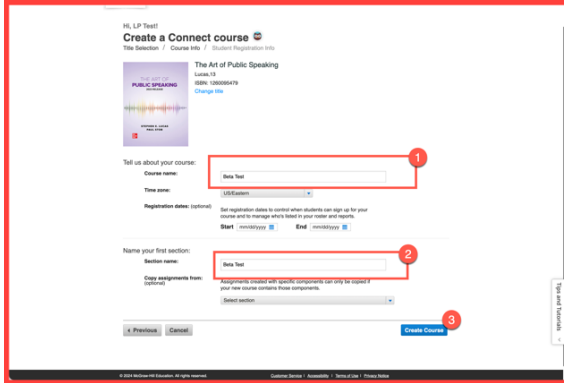 Hi, LP Test!
Create a Connect course
Title Selection / Course Info / Student Registration Info
The Art of Public Speaking
Lucas,13
ISBN: 1260095479
Change title
THE ART OF
PUBLIC SPEAKING
STEPHEN E. LUCAS
PAUL STOB
Tell us about your course:
1
Course name:
Beta Test
Time zone:
US/Eastern
Registration dates: (optional)
Set registration dates to control when students can sign up for your
course and to manage who's listed in your roster and reports.
Start mm/dd/yyyy End mm/dd/yyyy
Name your first section:
2
Section name:
Beta Test
Copy assignments from:
(optional)
Assignments created with specific components can only be copied if
your new course contains those components.
Select section
3
Previous Cancel Create Course
Tips and Tutorials
© 2024 McGraw-Hill Education. All rights reserved. Customer Service | Accessibility | Terms of Use | Privacy Notice